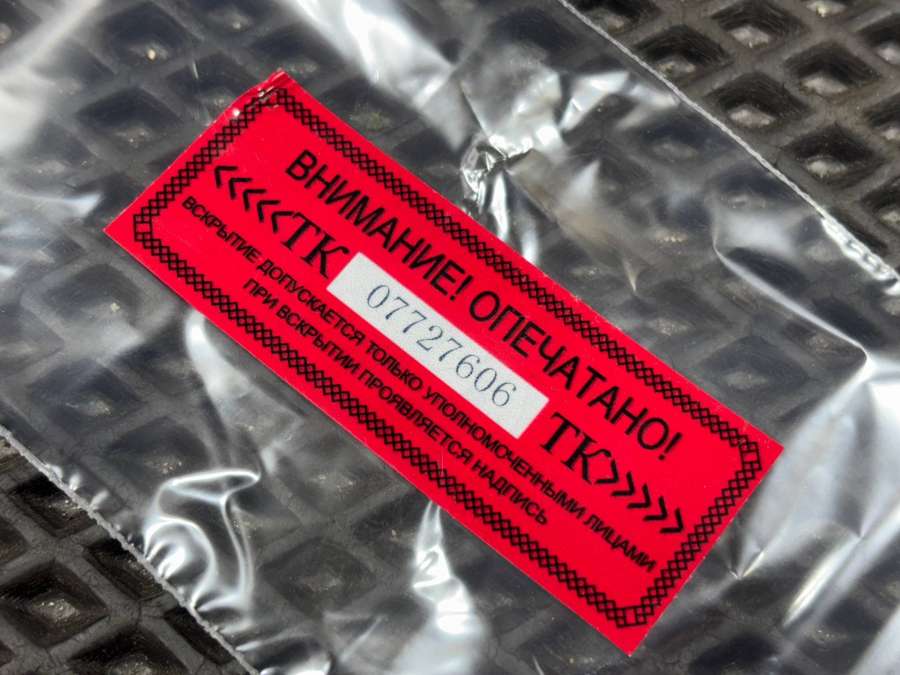 ВНИМАНИЕ! ОПЕЧАТАНО!
<<<<<ТК 07727606 ТК>>>>>
ВСКРЫТИЕ ДОПУСКАЕТСЯ ТОЛЬКО УПОЛНОМОЧЕННЫМИ ЛИЦАМИ
ПРИ ВСКРЫТИИ ПРОЯВЛЯЕТСЯ НАДПИСЬ